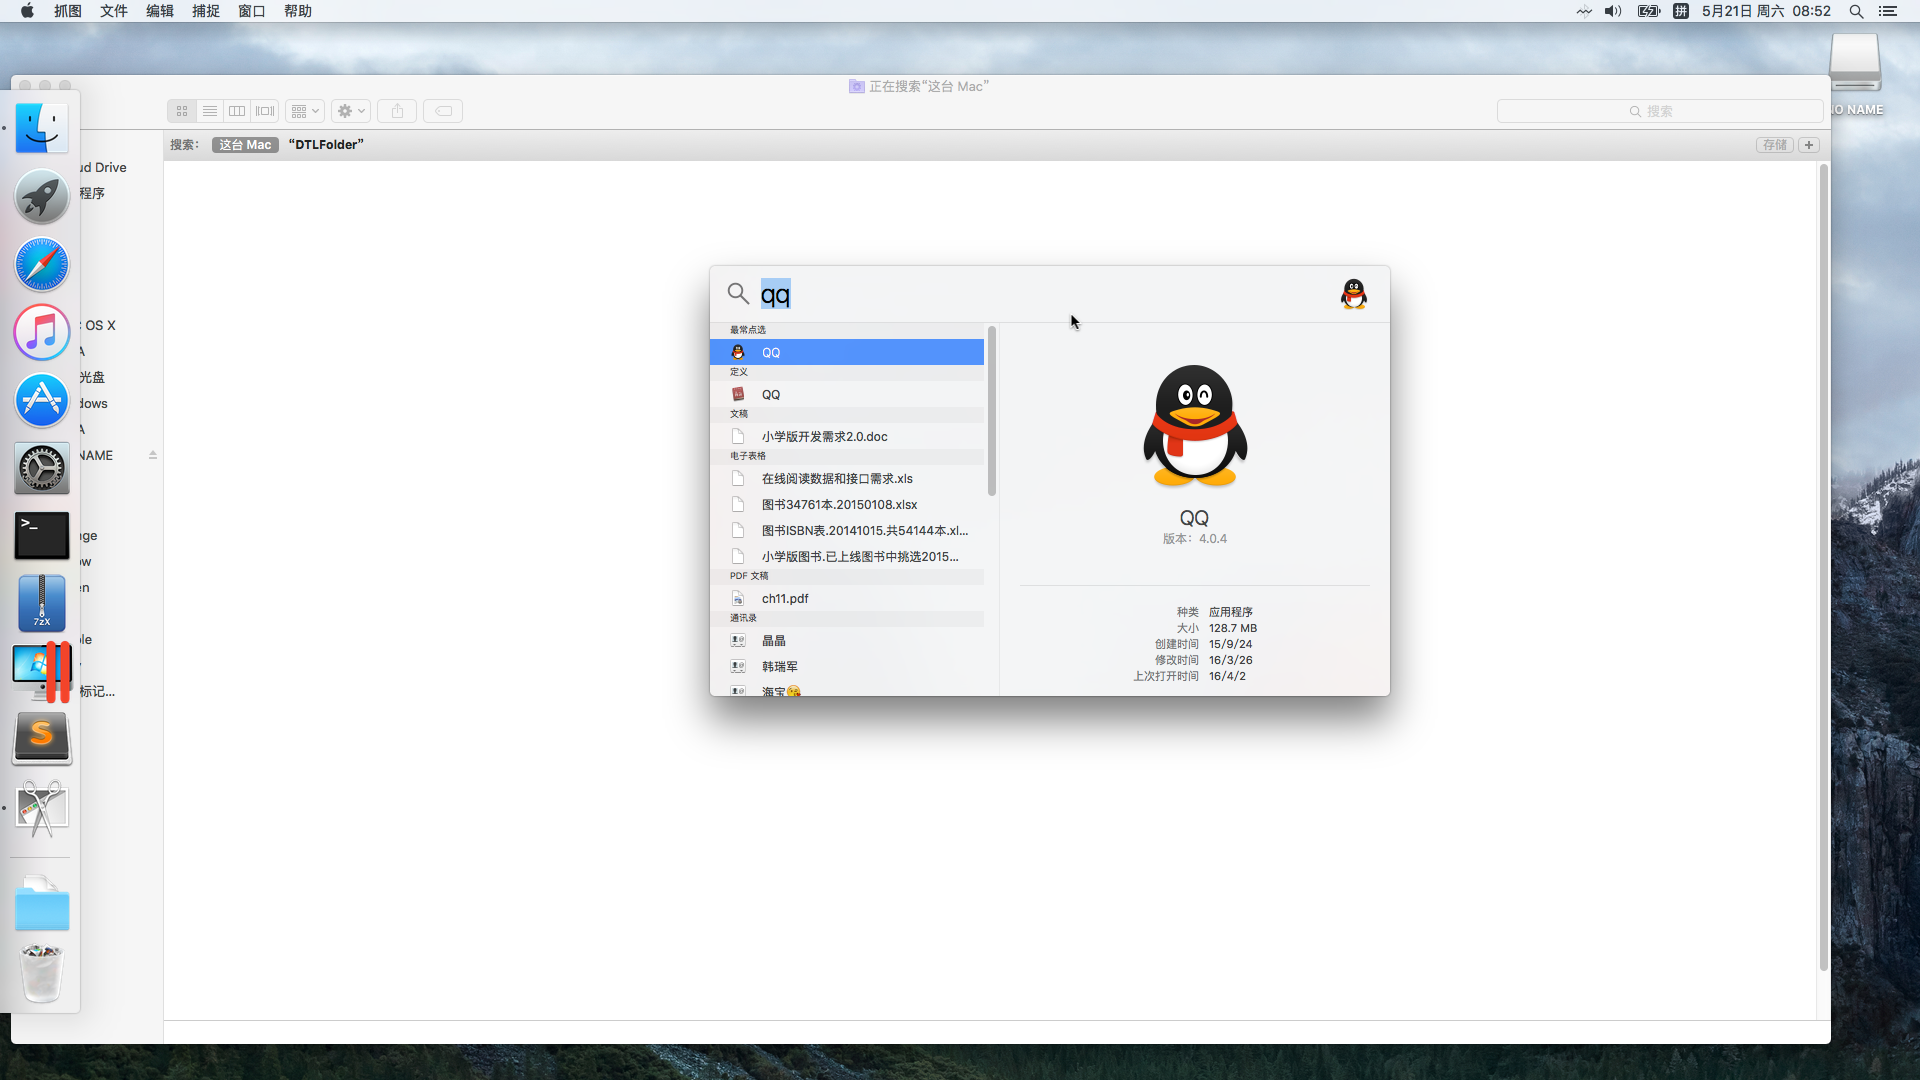 抓图 文件 编辑 捕捉 窗口 帮助 拼 5月21日 周六 08:52
正在搜索“这台 Mac”
搜索
NO NAME
搜索: 这台 Mac “DTLFolder” 存储 +
ud Drive
程序
OS X
A
光盘
dows
A
NAME
nge
ow
en
ple
标记...
>_
7zX
S
qq
最常点选
QQ
定义
QQ
文稿
小学版开发需求2.0.doc
电子表格
在线阅读数据和接口需求.xls
图书34761本.20150108.xlsx
图书ISBN表.20141015.共54144本.xl...
小学版图书.已上线图书中挑选2015...
PDF 文稿
ch11.pdf
通讯录
晶晶
韩瑞军
海宝😘
QQ
版本: 4.0.4
种类 应用程序
大小 128.7 MB
创建时间 15/9/24
修改时间 16/3/26
上次打开时间 16/4/2